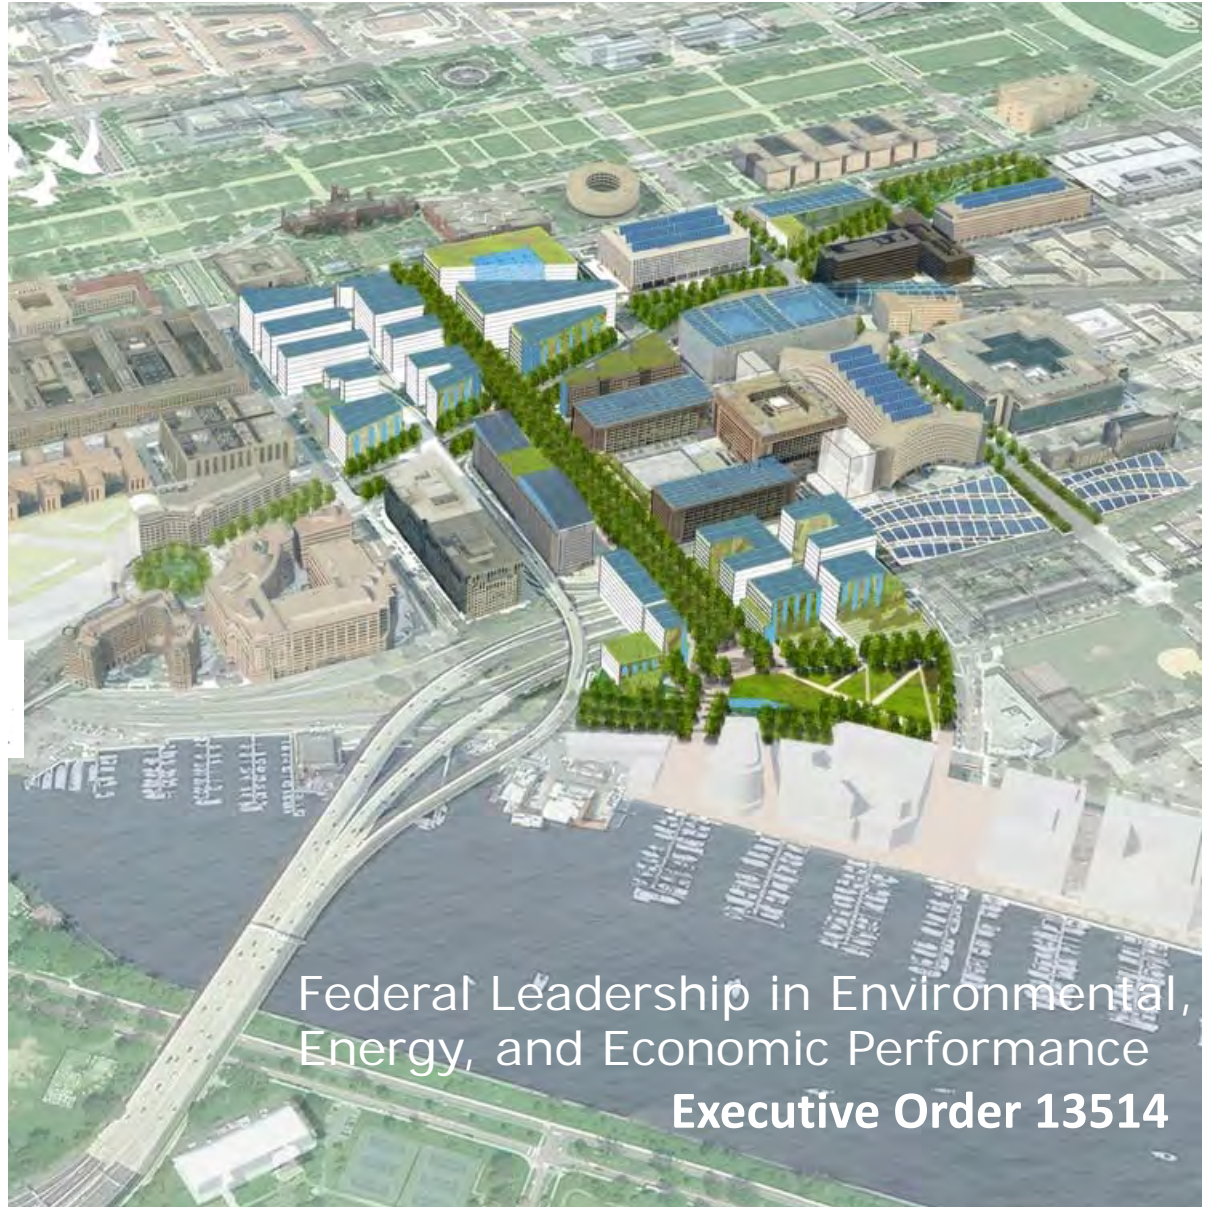 Federal Leadership in Environmental,
Energy, and Economic Performance
Executive Order 13514